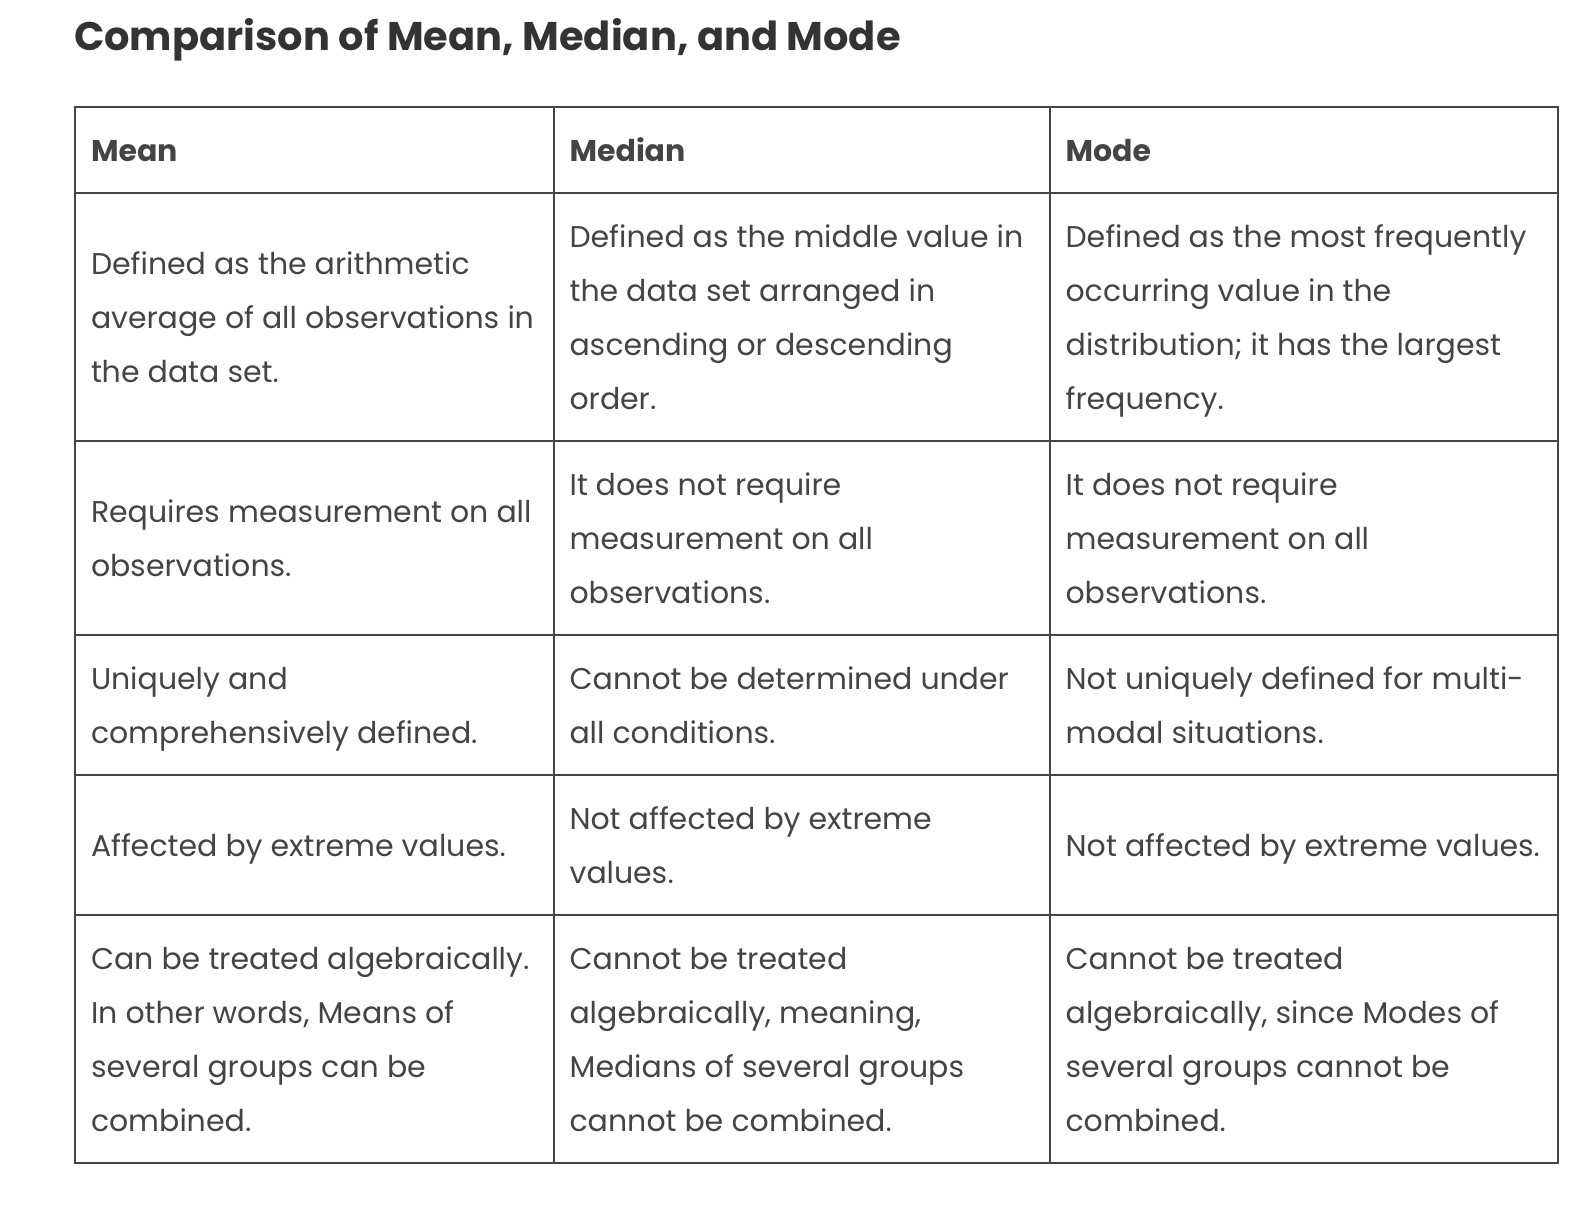 Comparison of Mean, Median, and Mode
Mean
Median
Mode
Defined as the arithmetic
average of all observations in
the data set.
Defined as the middle value in
the data set arranged in
ascending or descending
order.
Defined as the most frequently
occurring value in the
distribution; it has the largest
frequency.
Requires measurement on all
observations.
It does not require
measurement on all
observations.
It does not require
measurement on all
observations.
Uniquely and
comprehensively defined.
Cannot be determined under
all conditions.
Not uniquely defined for multi-
modal situations.
Affected by extreme values.
Not affected by extreme
values.
Not affected by extreme values.
Can be treated algebraically.
In other words, Means of
several groups can be
combined.
Cannot be treated
algebraically, meaning,
Medians of several groups
cannot be combined.
Cannot be treated
algebraically, since Modes of
several groups cannot be
combined.